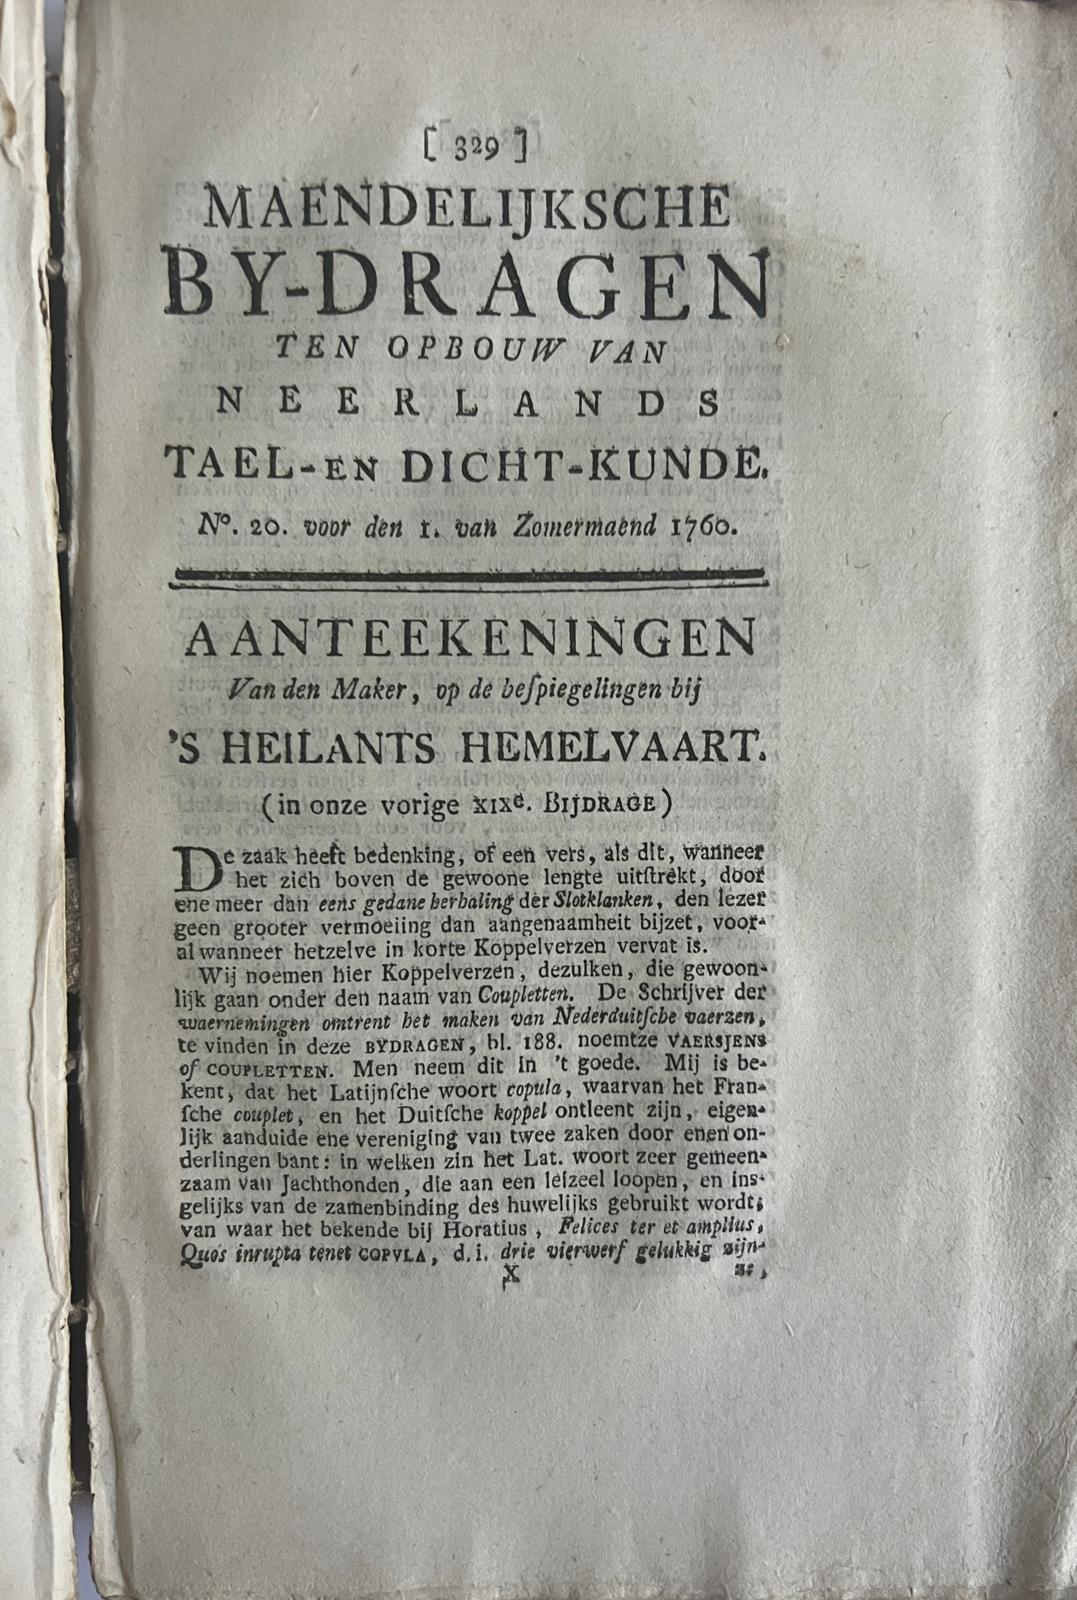 [ 329 ]
MAENDELIJKSCHE
BY-DRAGEN
TEN OPBOUW VAN
NEERLANDS
TAEL-EN DICHT-KUNDE.
No. 20. voor den 1. van Zomermaend 1760.
AANTEEKENINGEN
Van den Maker, op de beſpiegelingen bij
'S HEILANTS HEMELVAART.
(in onze vorige XIXe. BIJDRAGE)
De zaak heeft bedenking, of een vers, als dit, wanneer
het zich boven de gewoone lengte uitſtrekt, door
ene meer dan eens gedane herhaling der Slotklanken, den lezer
geen grooter vermoeiing dan aangenaamheit bijzet, voor-
al wanneer hetzelve in korte Koppelverzen vervat is.
Wij noemen hier Koppelverzen, dezulken, die gewoon-
lijk gaan onder den naam van Coupletten. De Schrijver der
waernemingen omtrent het maken van Nederduitſche vaerzen,
te vinden in deze BYDRAGEN, bl. 188. noemtze VAERSJENS
of COUPLETTEN. Men neem dit in 't goede. Mij is be-
kent, dat het Latijnſche woort copula, waarvan het Fran-
ſche couplet, en het Duitſche koppel ontleent zijn, eigen-
lijk aanduide ene vereniging van twee zaken door enen on-
derlingen bant: in welken zin het Lat. woort zeer gemeen-
zaam van Jachthonden, die aan een leizeel loopen, en ins-
gelijks van de zamenbinding des huwelijks gebruikt wordt;
van waar het bekende bij Horatius, Felices ter et amplius,
Quos inrupta tenet COPVLA, d.i. drie vierwerf gelukkig zijn-
X ze,